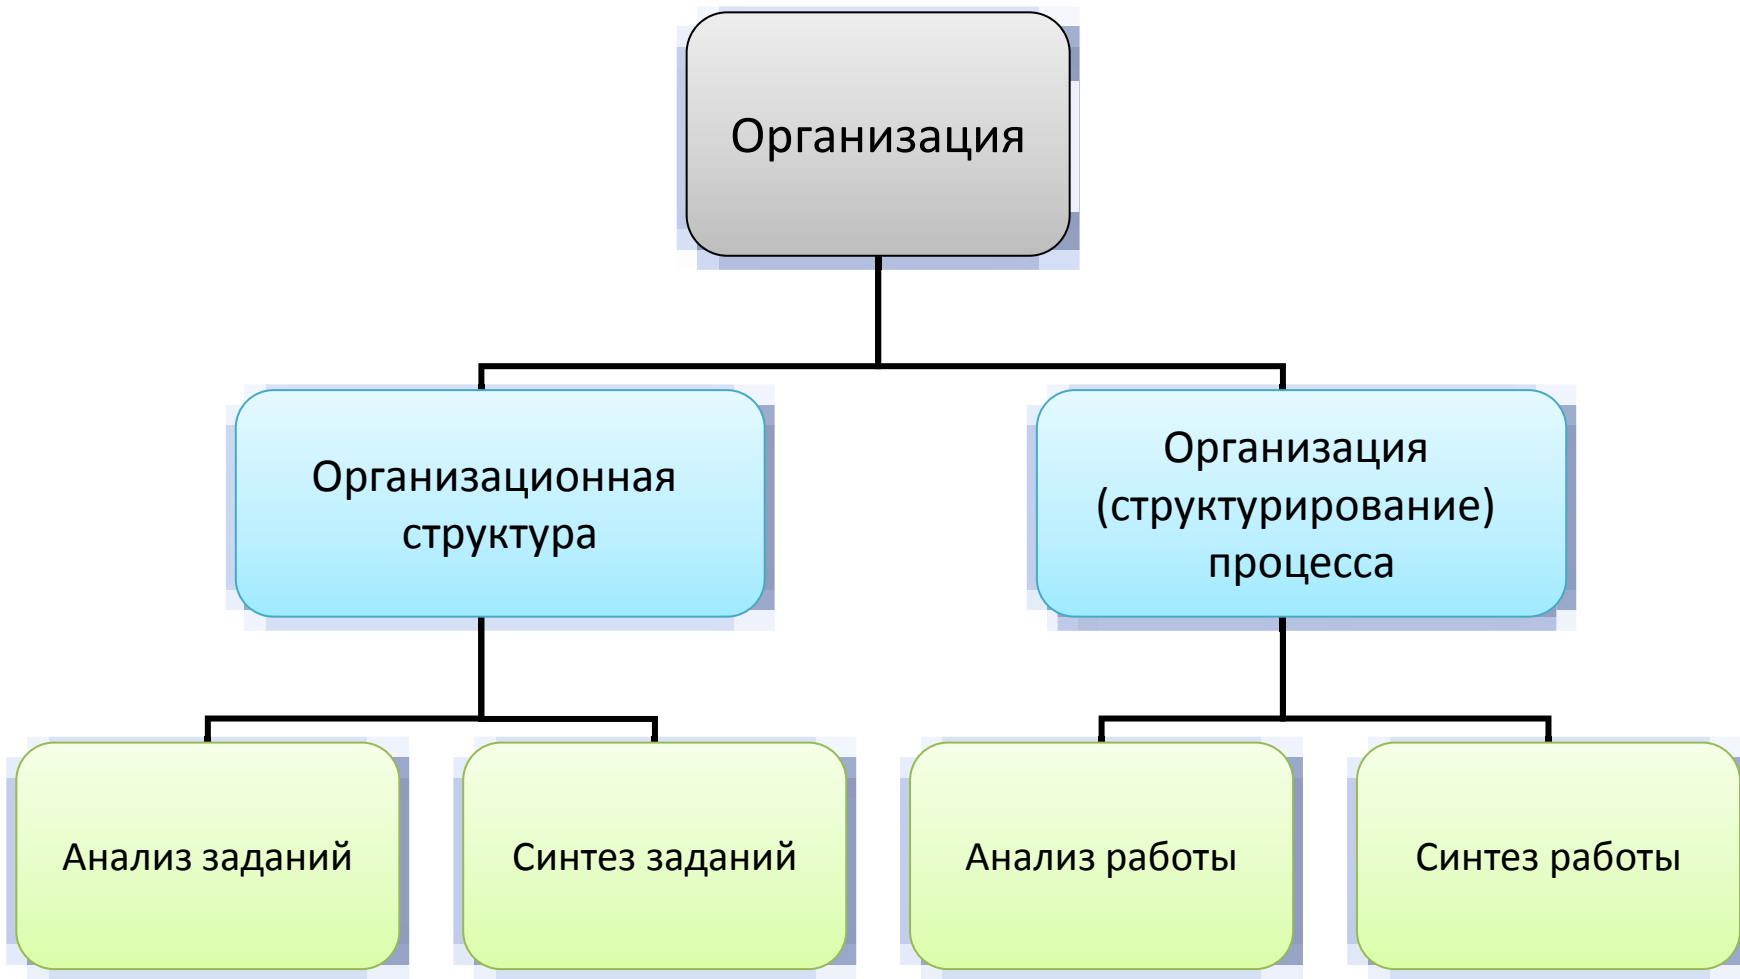 Организация
Организационная
структура
Организация
(структурирование)
процесса
Анализ заданий
Синтез заданий
Анализ работы
Синтез работы